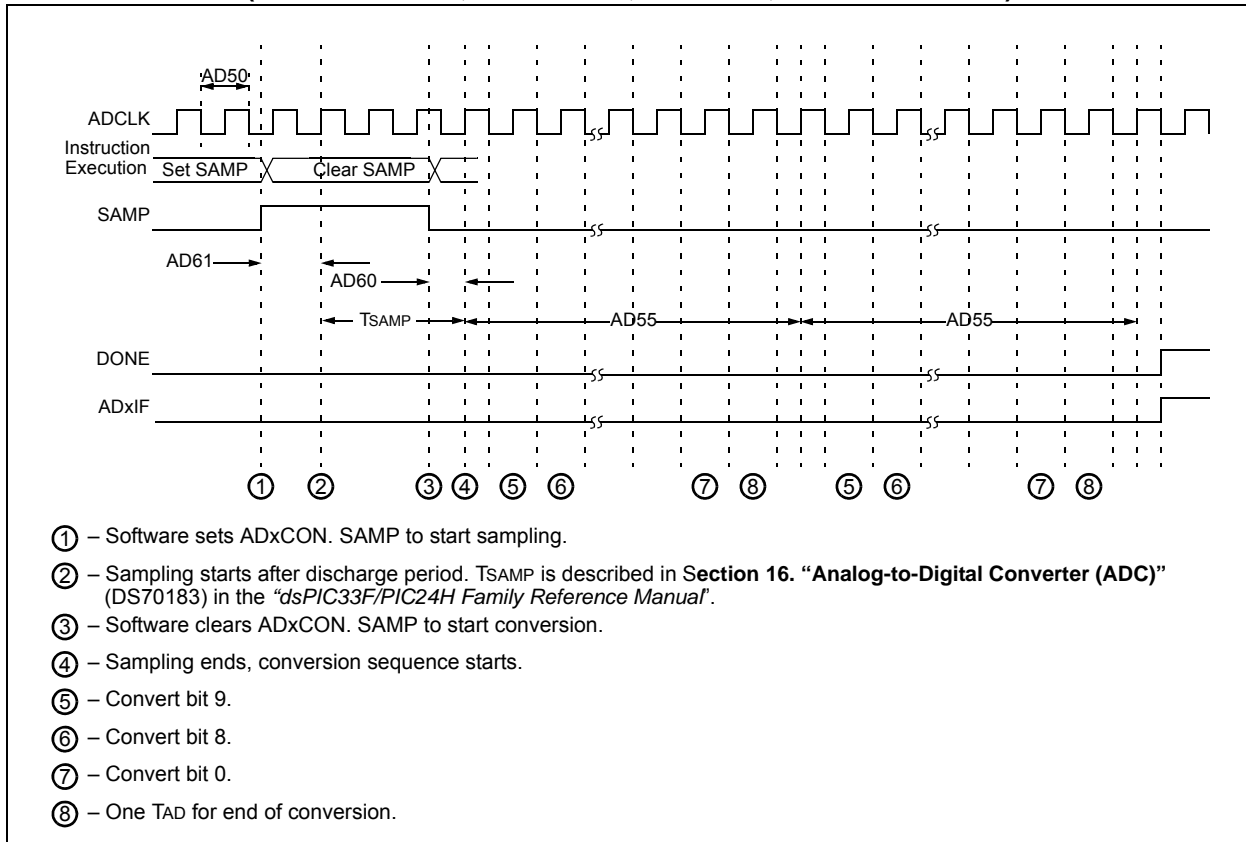 AD50
ADCLK
Instruction
Execution
Set SAMP
Clear SAMP
SAMP
AD61
AD60
TSAMP
AD55
AD55
DONE
ADxIF
1 2 3 4 5 6 7 8 5 6 7 8
1 – Software sets ADxCON. SAMP to start sampling.
2 – Sampling starts after discharge period. TSAMP is described in Section 16. “Analog-to-Digital Converter (ADC)”
(DS70183) in the “dsPIC33F/PIC24H Family Reference Manual”.
3 – Software clears ADxCON. SAMP to start conversion.
4 – Sampling ends, conversion sequence starts.
5 – Convert bit 9.
6 – Convert bit 8.
7 – Convert bit 0.
8 – One TAD for end of conversion.